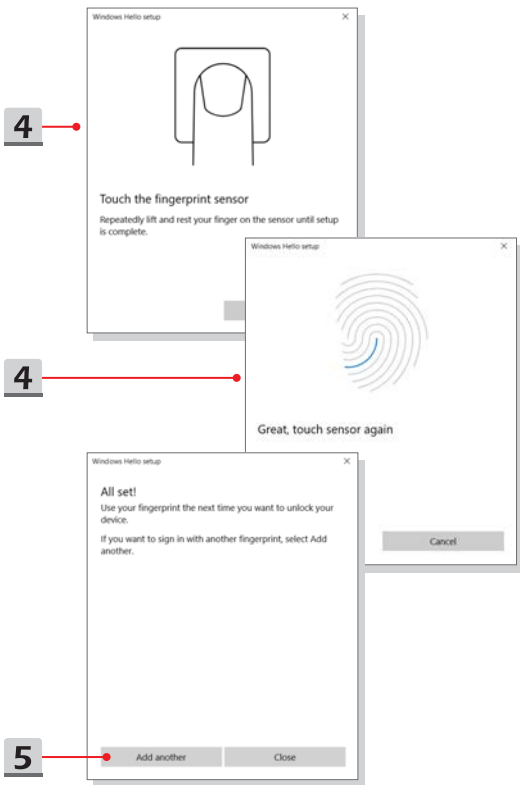 Windows Hello setup
4
Touch the fingerprint sensor
Repeatedly lift and rest your finger on the sensor until setup
is complete.
Windows Hello setup
4
Great, touch sensor again
Cancel
Windows Hello setup
All set!
Use your fingerprint the next time you want to unlock your
device.
If you want to sign in with another fingerprint, select Add
another.
5
Add another
Close